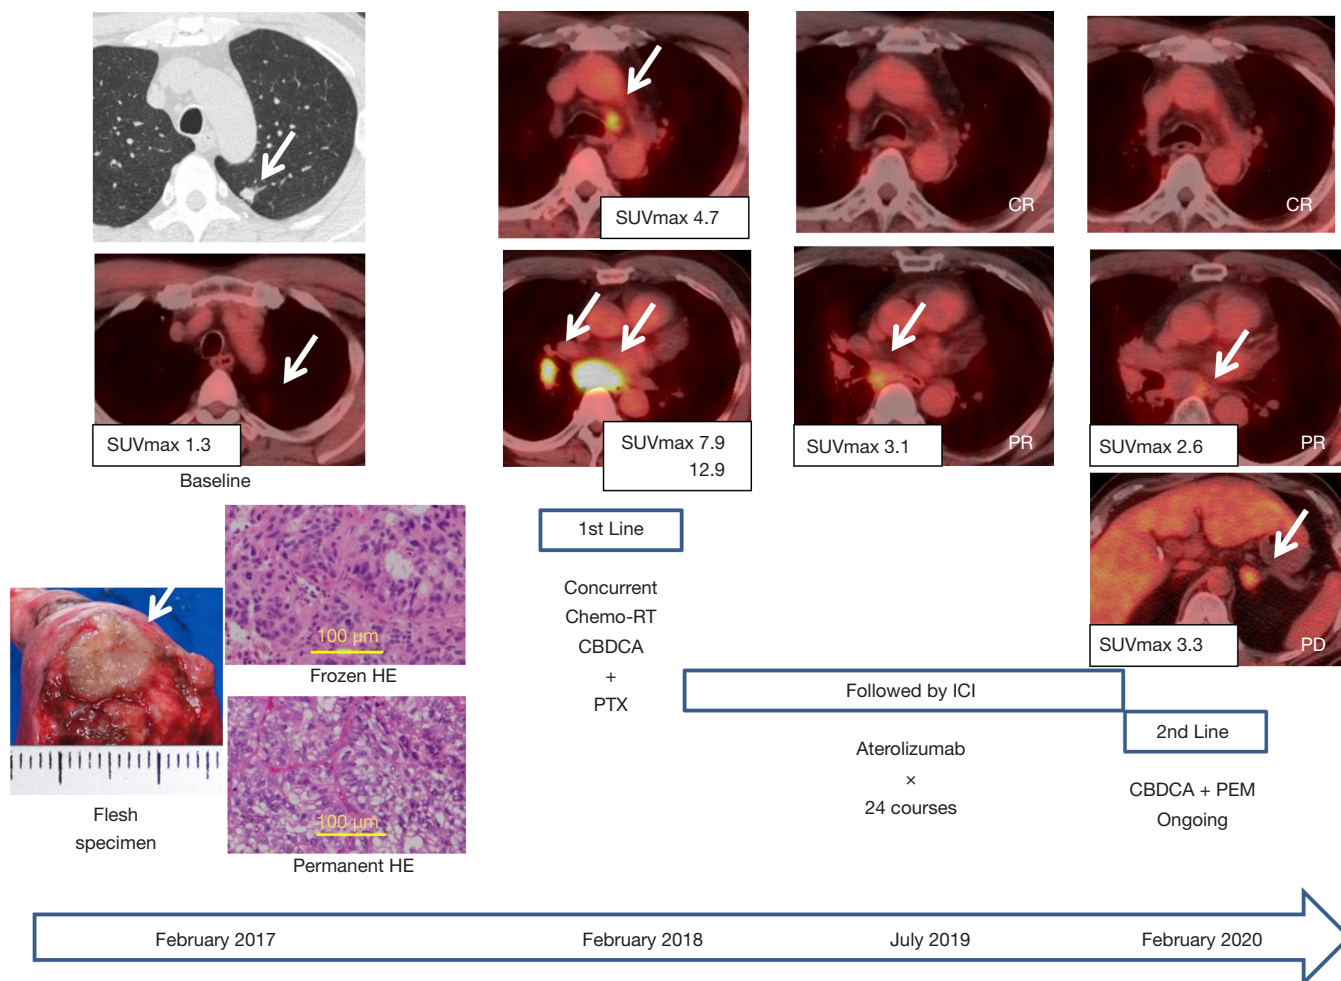 SUVmax 4.7
CR
CR
SUVmax 1.3
Baseline
SUVmax 7.9
12.9
SUVmax 3.1
PR
SUVmax 2.6
PR
SUVmax 3.3
PD
100 μm
Frozen HE
100 μm
Permanent HE
Flesh
specimen
1st Line
Concurrent
Chemo-RT
CBDCA
+
PTX
Followed by ICI
Aterolizumab
×
24 courses
2nd Line
CBDCA + PEM
Ongoing
February 2017
February 2018
July 2019
February 2020